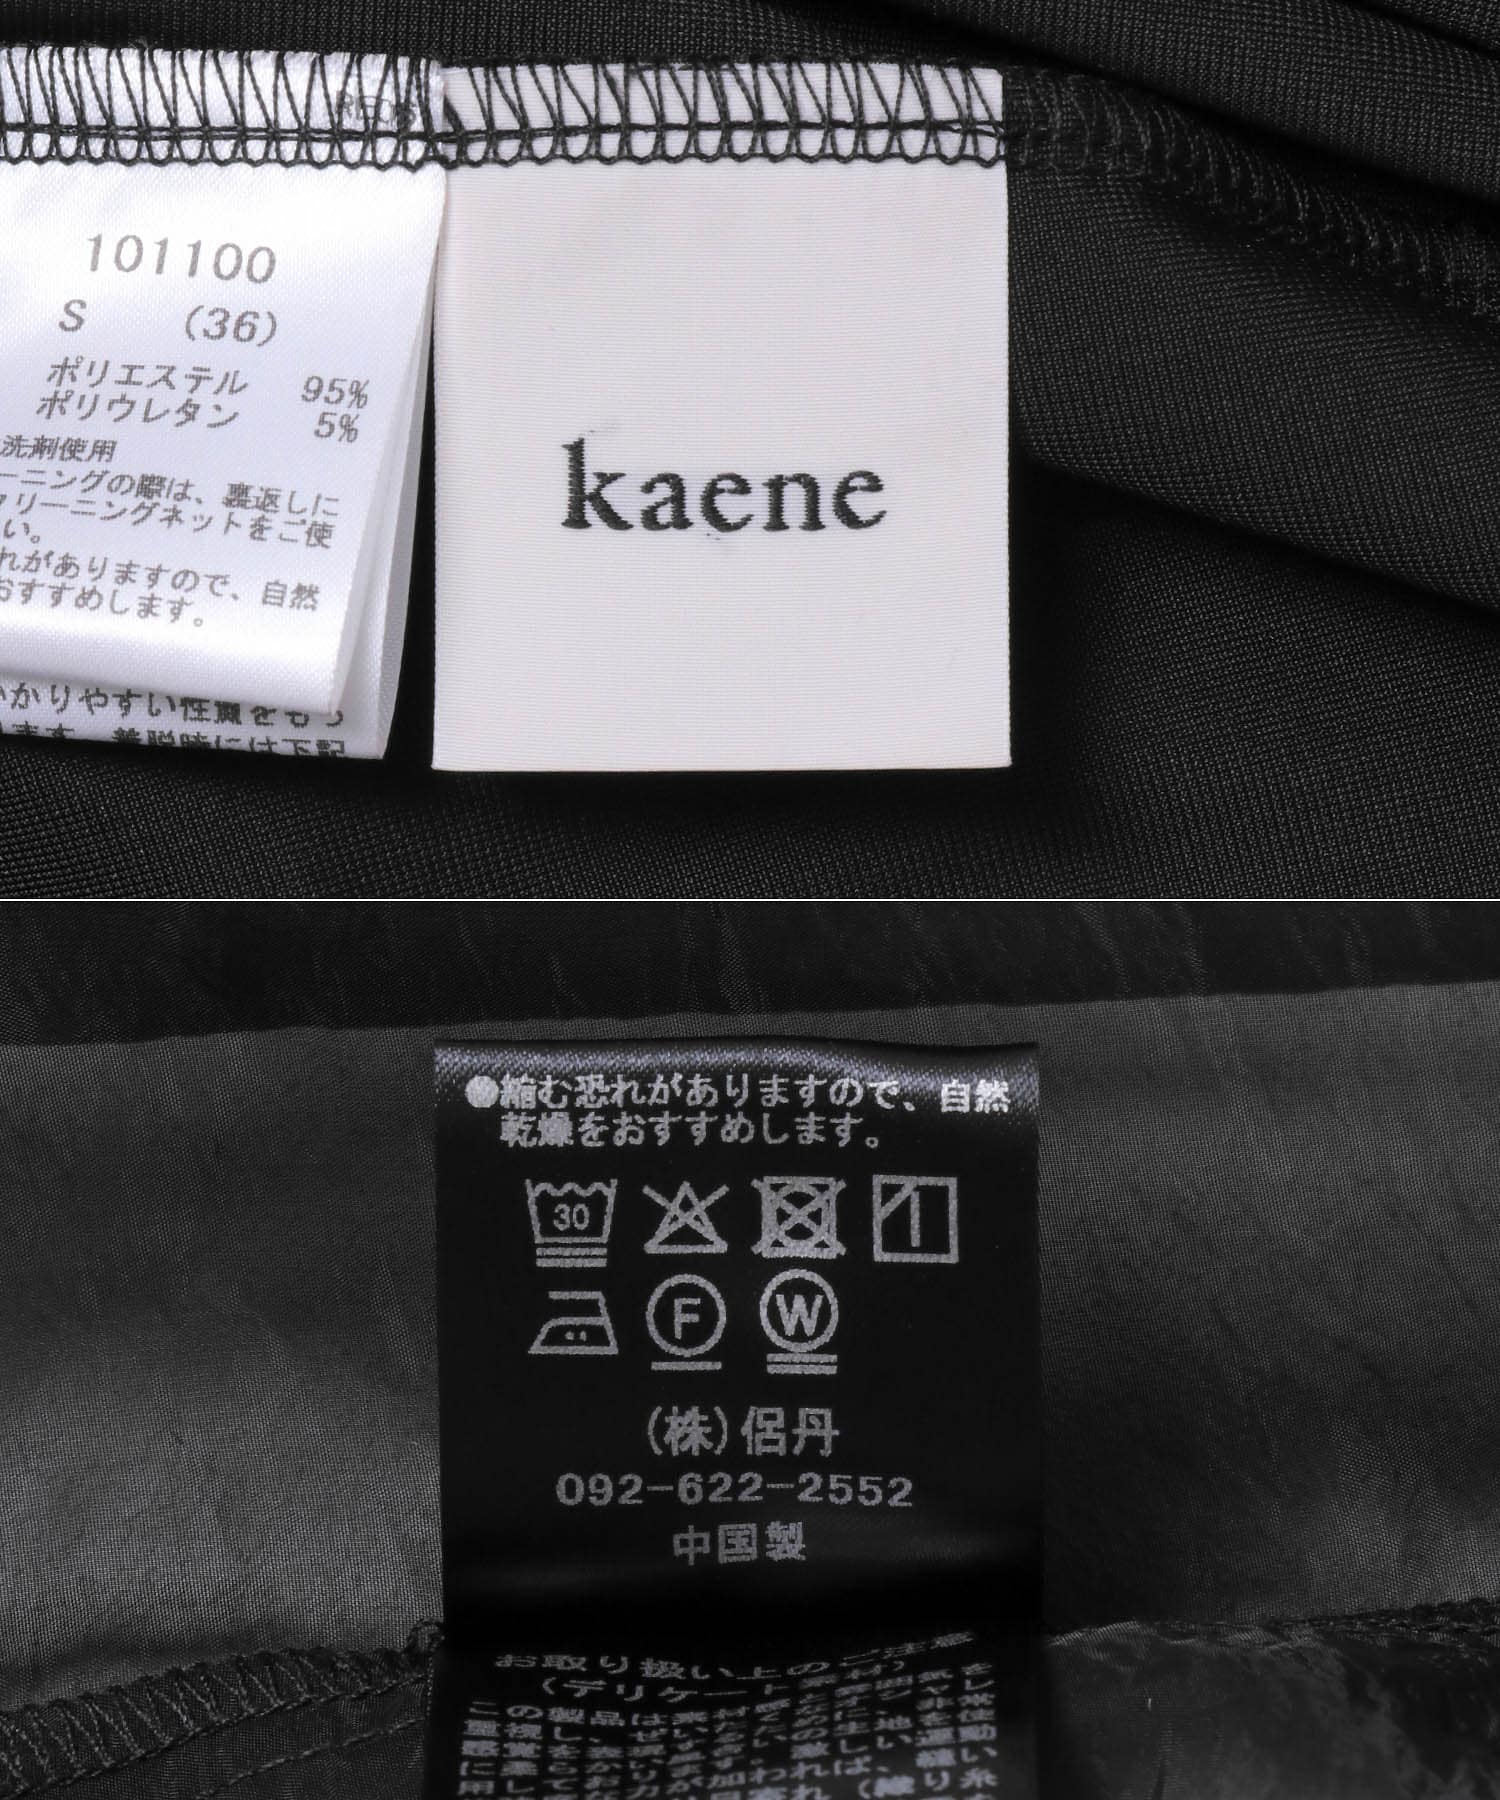 101100
S (36)
ポリエステル 95%
ポリウレタン 5%
洗剤使用
ーニングの際は、裏返しに
クリーニングネットをご使
い。
れがありますので、自然
おすすめします。
かかりやすい性質をもつ
kaene
●縮む恐れがありますので、自然
乾燥をおすすめします。
30
F
W
(株)侶丹
092-622-2552
中国製
お取り扱い上のご注意
(デリケート素材)